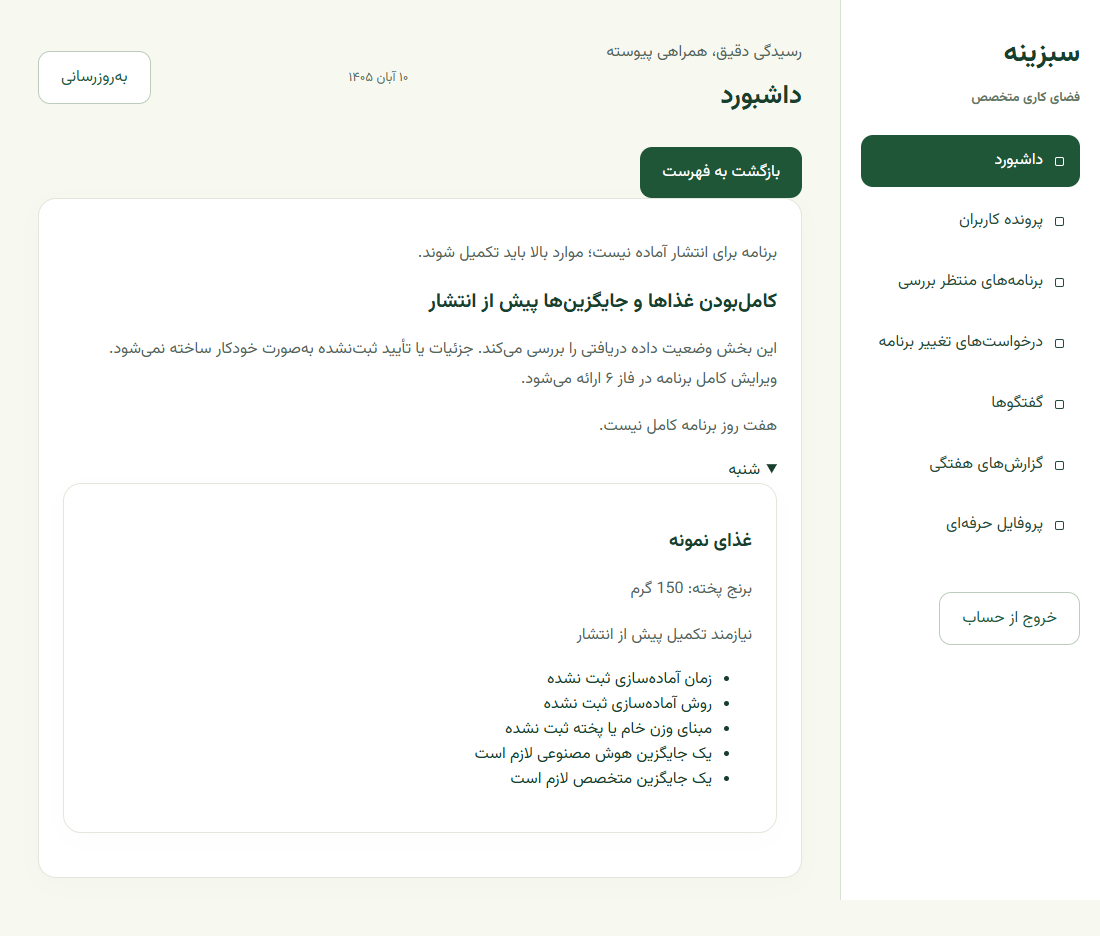 سبزینه
فضای کاری متخصص
داشبورد
پرونده کاربران
برنامه‌های منتظر بررسی
درخواست‌های تغییر برنامه
گفتگوها
گزارش‌های هفتگی
پروفایل حرفه‌ای
خروج از حساب
رسیدگی دقیق، همراهی پیوسته
داشبورد
۱۰ آبان ۱۴۰۵
به‌روزرسانی
بازگشت به فهرست
برنامه برای انتشار آماده نیست؛ موارد بالا باید تکمیل شوند.
کامل‌بودن غذاها و جایگزین‌ها پیش از انتشار
این بخش وضعیت داده دریافتی را بررسی می‌کند. جزئیات یا تأیید ثبت‌نشده به‌صورت خودکار ساخته نمی‌شود.
ویرایش کامل برنامه در فاز ۶ ارائه می‌شود.
هفت روز برنامه کامل نیست.
شنبه
غذای نمونه
برنج پخته: 150 گرم
نیازمند تکمیل پیش از انتشار
زمان آماده‌سازی ثبت نشده
روش آماده‌سازی ثبت نشده
مبنای وزن خام یا پخته ثبت نشده
یک جایگزین هوش مصنوعی لازم است
یک جایگزین متخصص لازم است